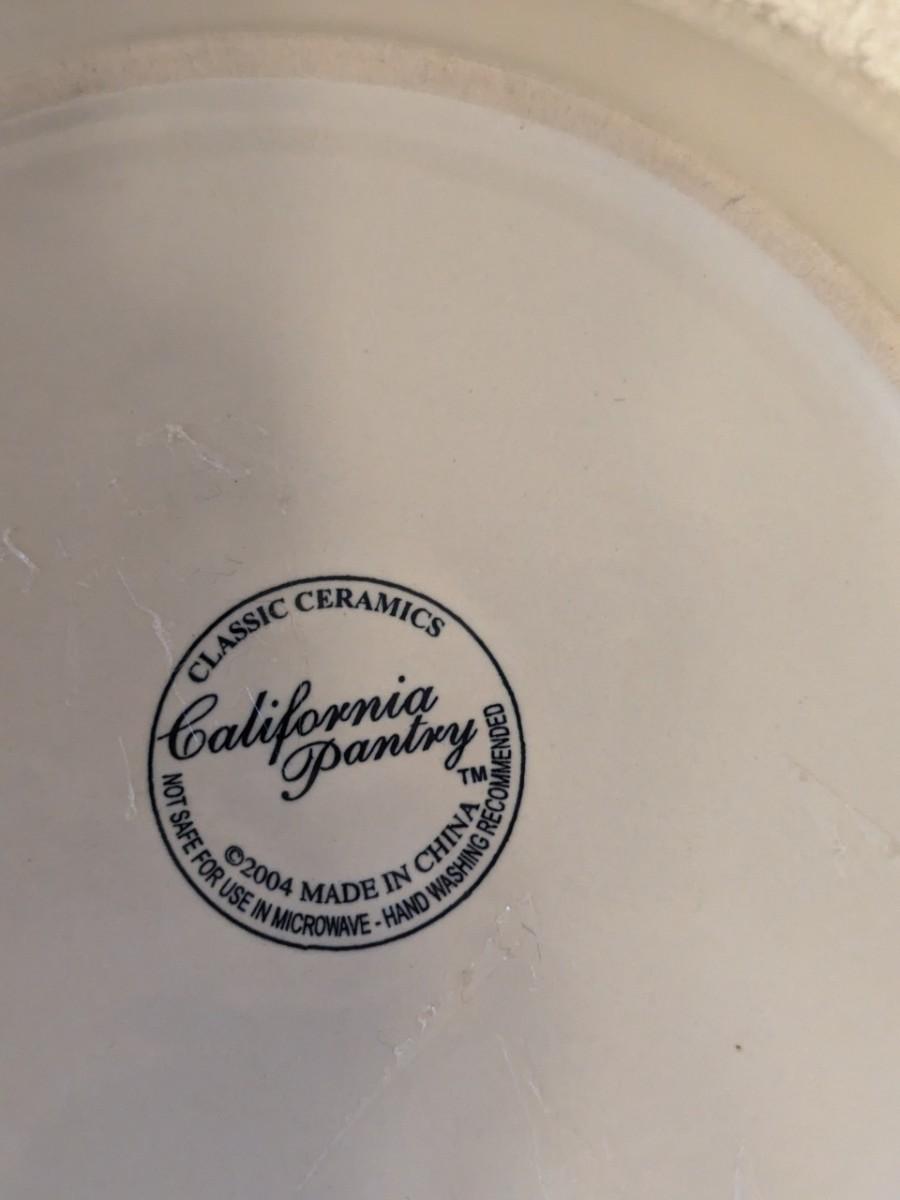 CLASSIC CERAMICS
California
Pantry
TM
©2004 MADE IN CHINA
NOT SAFE FOR USE IN MICROWAVE - HAND WASHING RECOMMENDED